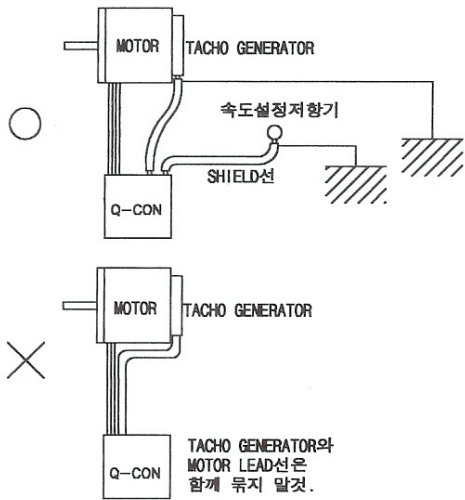 MOTOR
TACHO GENERATOR
속도설정저항기
SHIELD선
Q-CON
MOTOR
TACHO GENERATOR
Q-CON
TACHO GENERATOR와
MOTOR LEAD선은
함께 묶지 말것.